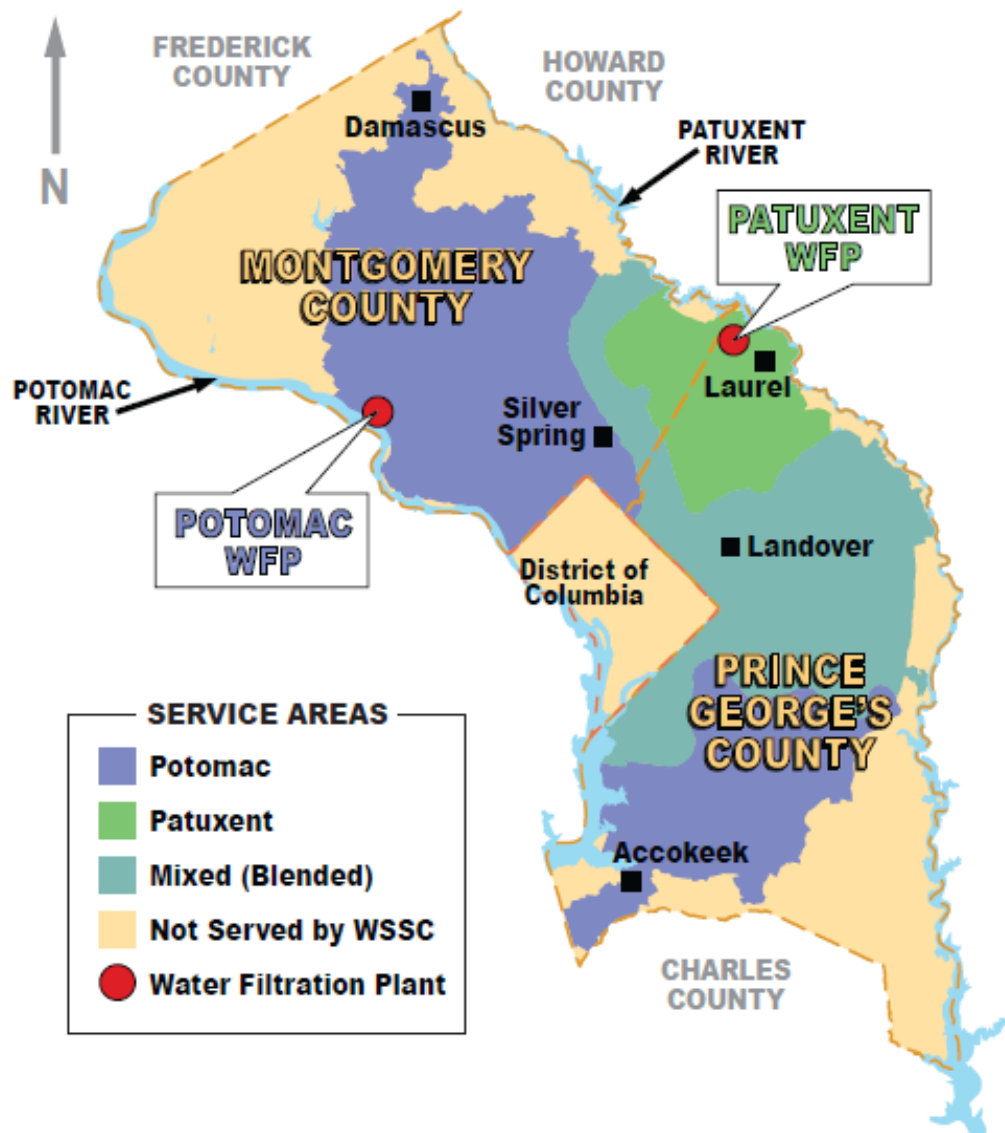 FREDERICK
COUNTY
HOWARD
COUNTY
N
Damascus
PATUXENT
RIVER
PATUXENT
WFP
MONTGOMERY
COUNTY
POTOMAC
RIVER
Laurel
Silver
Spring
POTOMAC
WFP
Landover
District of
Columbia
PRINCE
GEORGE'S
COUNTY
SERVICE AREAS
Potomac
Patuxent
Mixed (Blended)
Not Served by WSSC
Water Filtration Plant
Accokeek
CHARLES
COUNTY